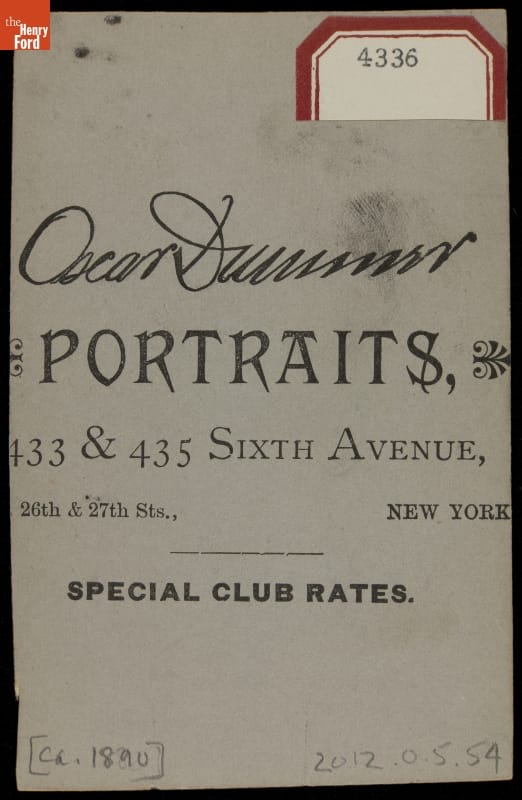 the
Henry
Ford
4336
Oscar Dummer
PORTRAITS,
433 & 435 SIXTH AVENUE,
26th & 27th Sts., NEW YORK
SPECIAL CLUB RATES.
[ca. 1890] 2012.0.5.54